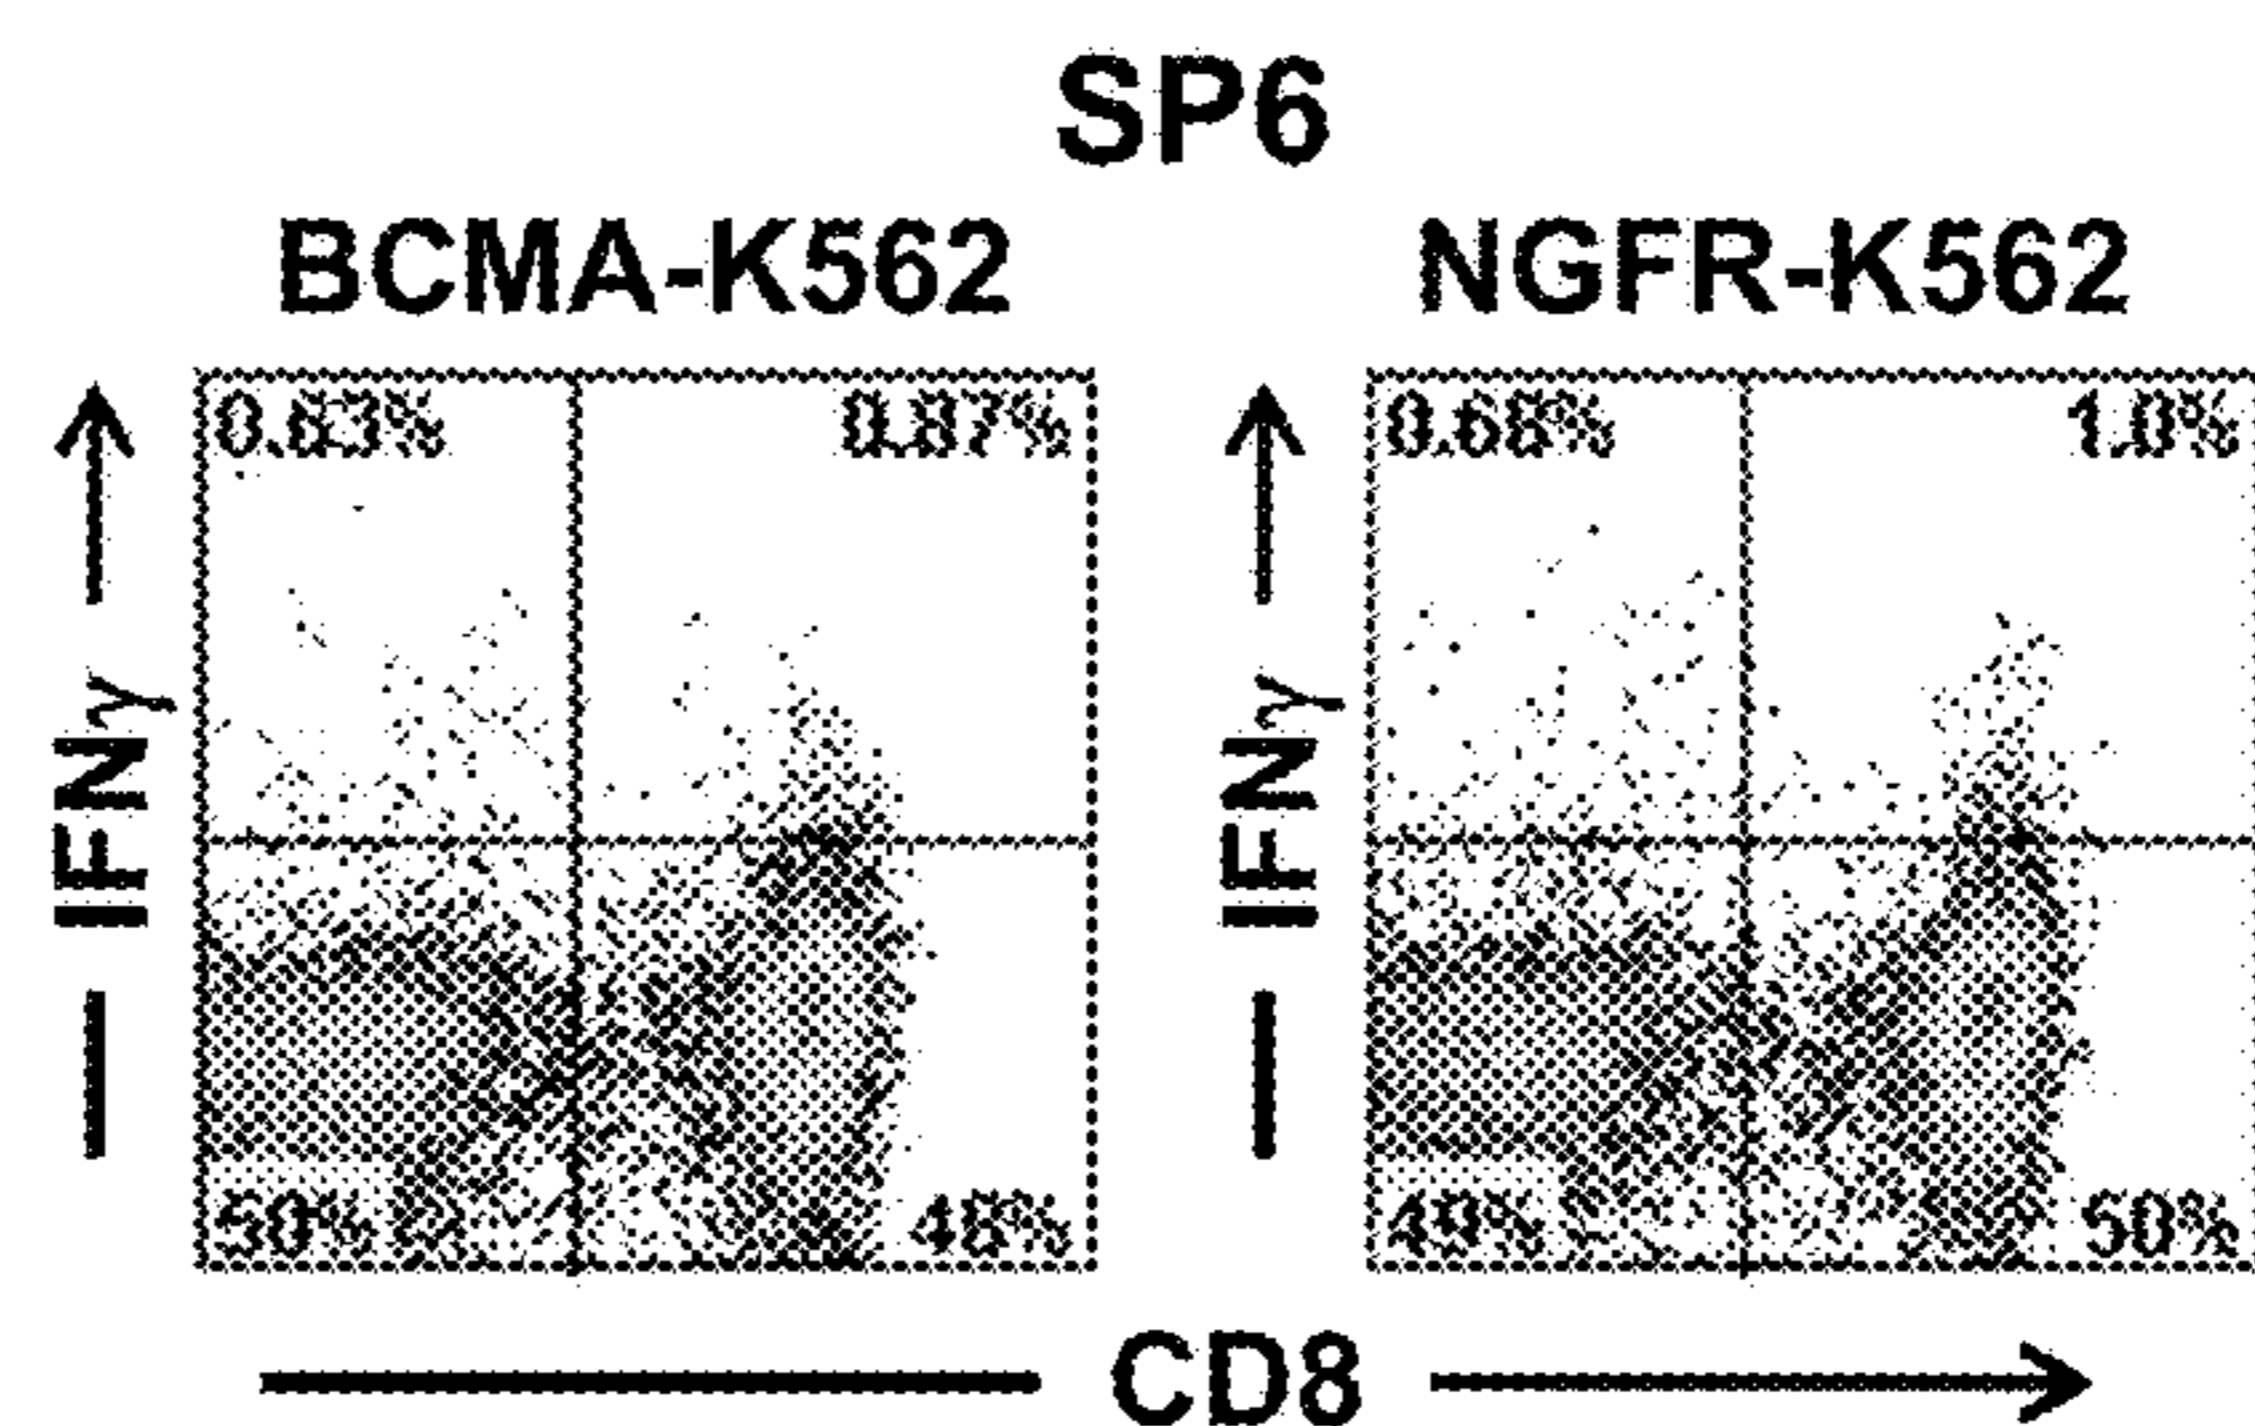 SP6
BCMA-K562 NGFR-K562
IFNγ 0.63% 0.87% IFNγ 0.68% 1.0%
50% 48% 49% 50%
CD8